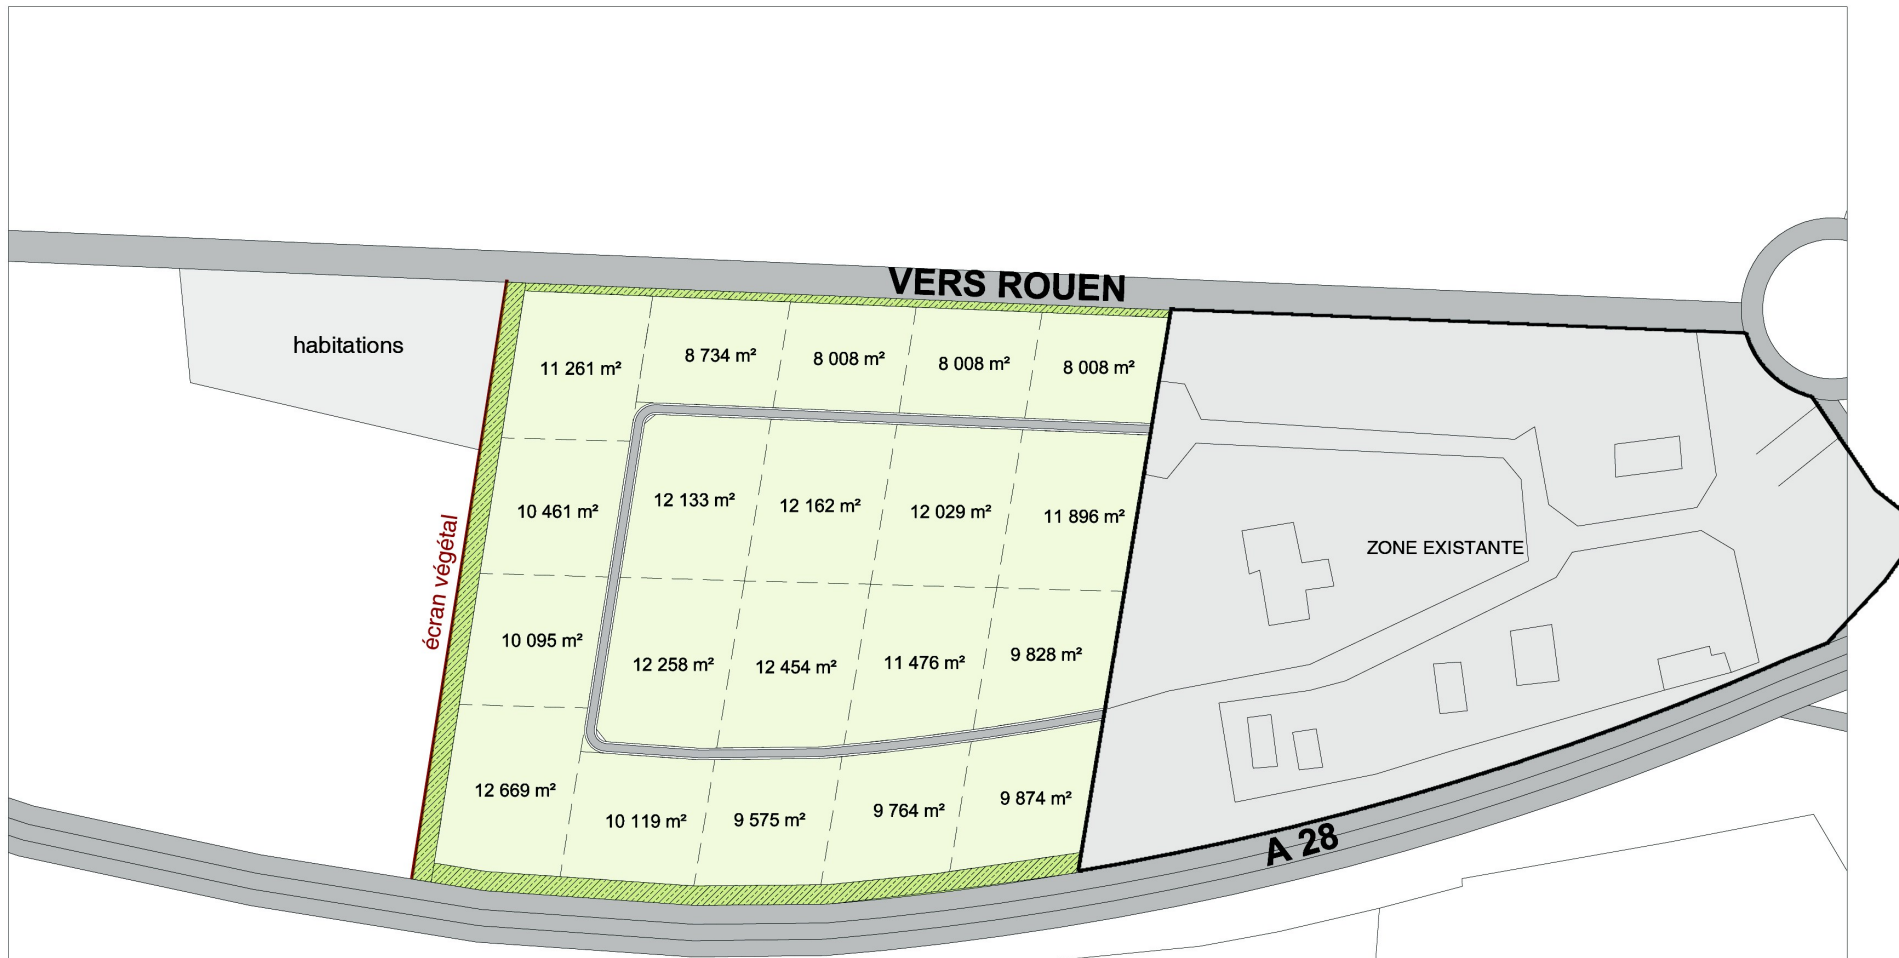 VERS ROUEN
habitations
11 261 m²
8 734 m²
8 008 m²
8 008 m²
8 008 m²
10 461 m²
12 133 m²
12 162 m²
12 029 m²
11 896 m²
ZONE EXISTANTE
écran végétal
10 095 m²
12 258 m²
12 454 m²
11 476 m²
9 828 m²
12 669 m²
10 119 m²
9 575 m²
9 764 m²
9 874 m²
A 28